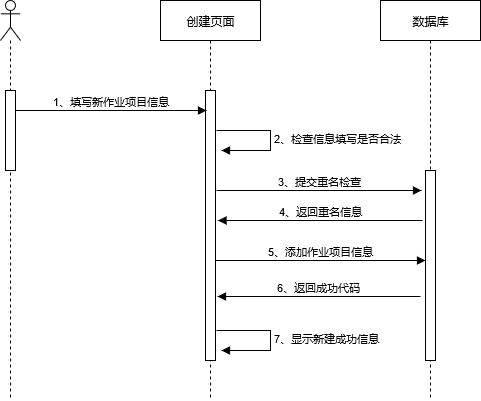 创建页面
数据库
1、填写新作业项目信息
2、检查信息填写是否合法
3、提交重名检查
4、返回重名信息
5、添加作业项目信息
6、返回成功代码
7、显示新建成功信息